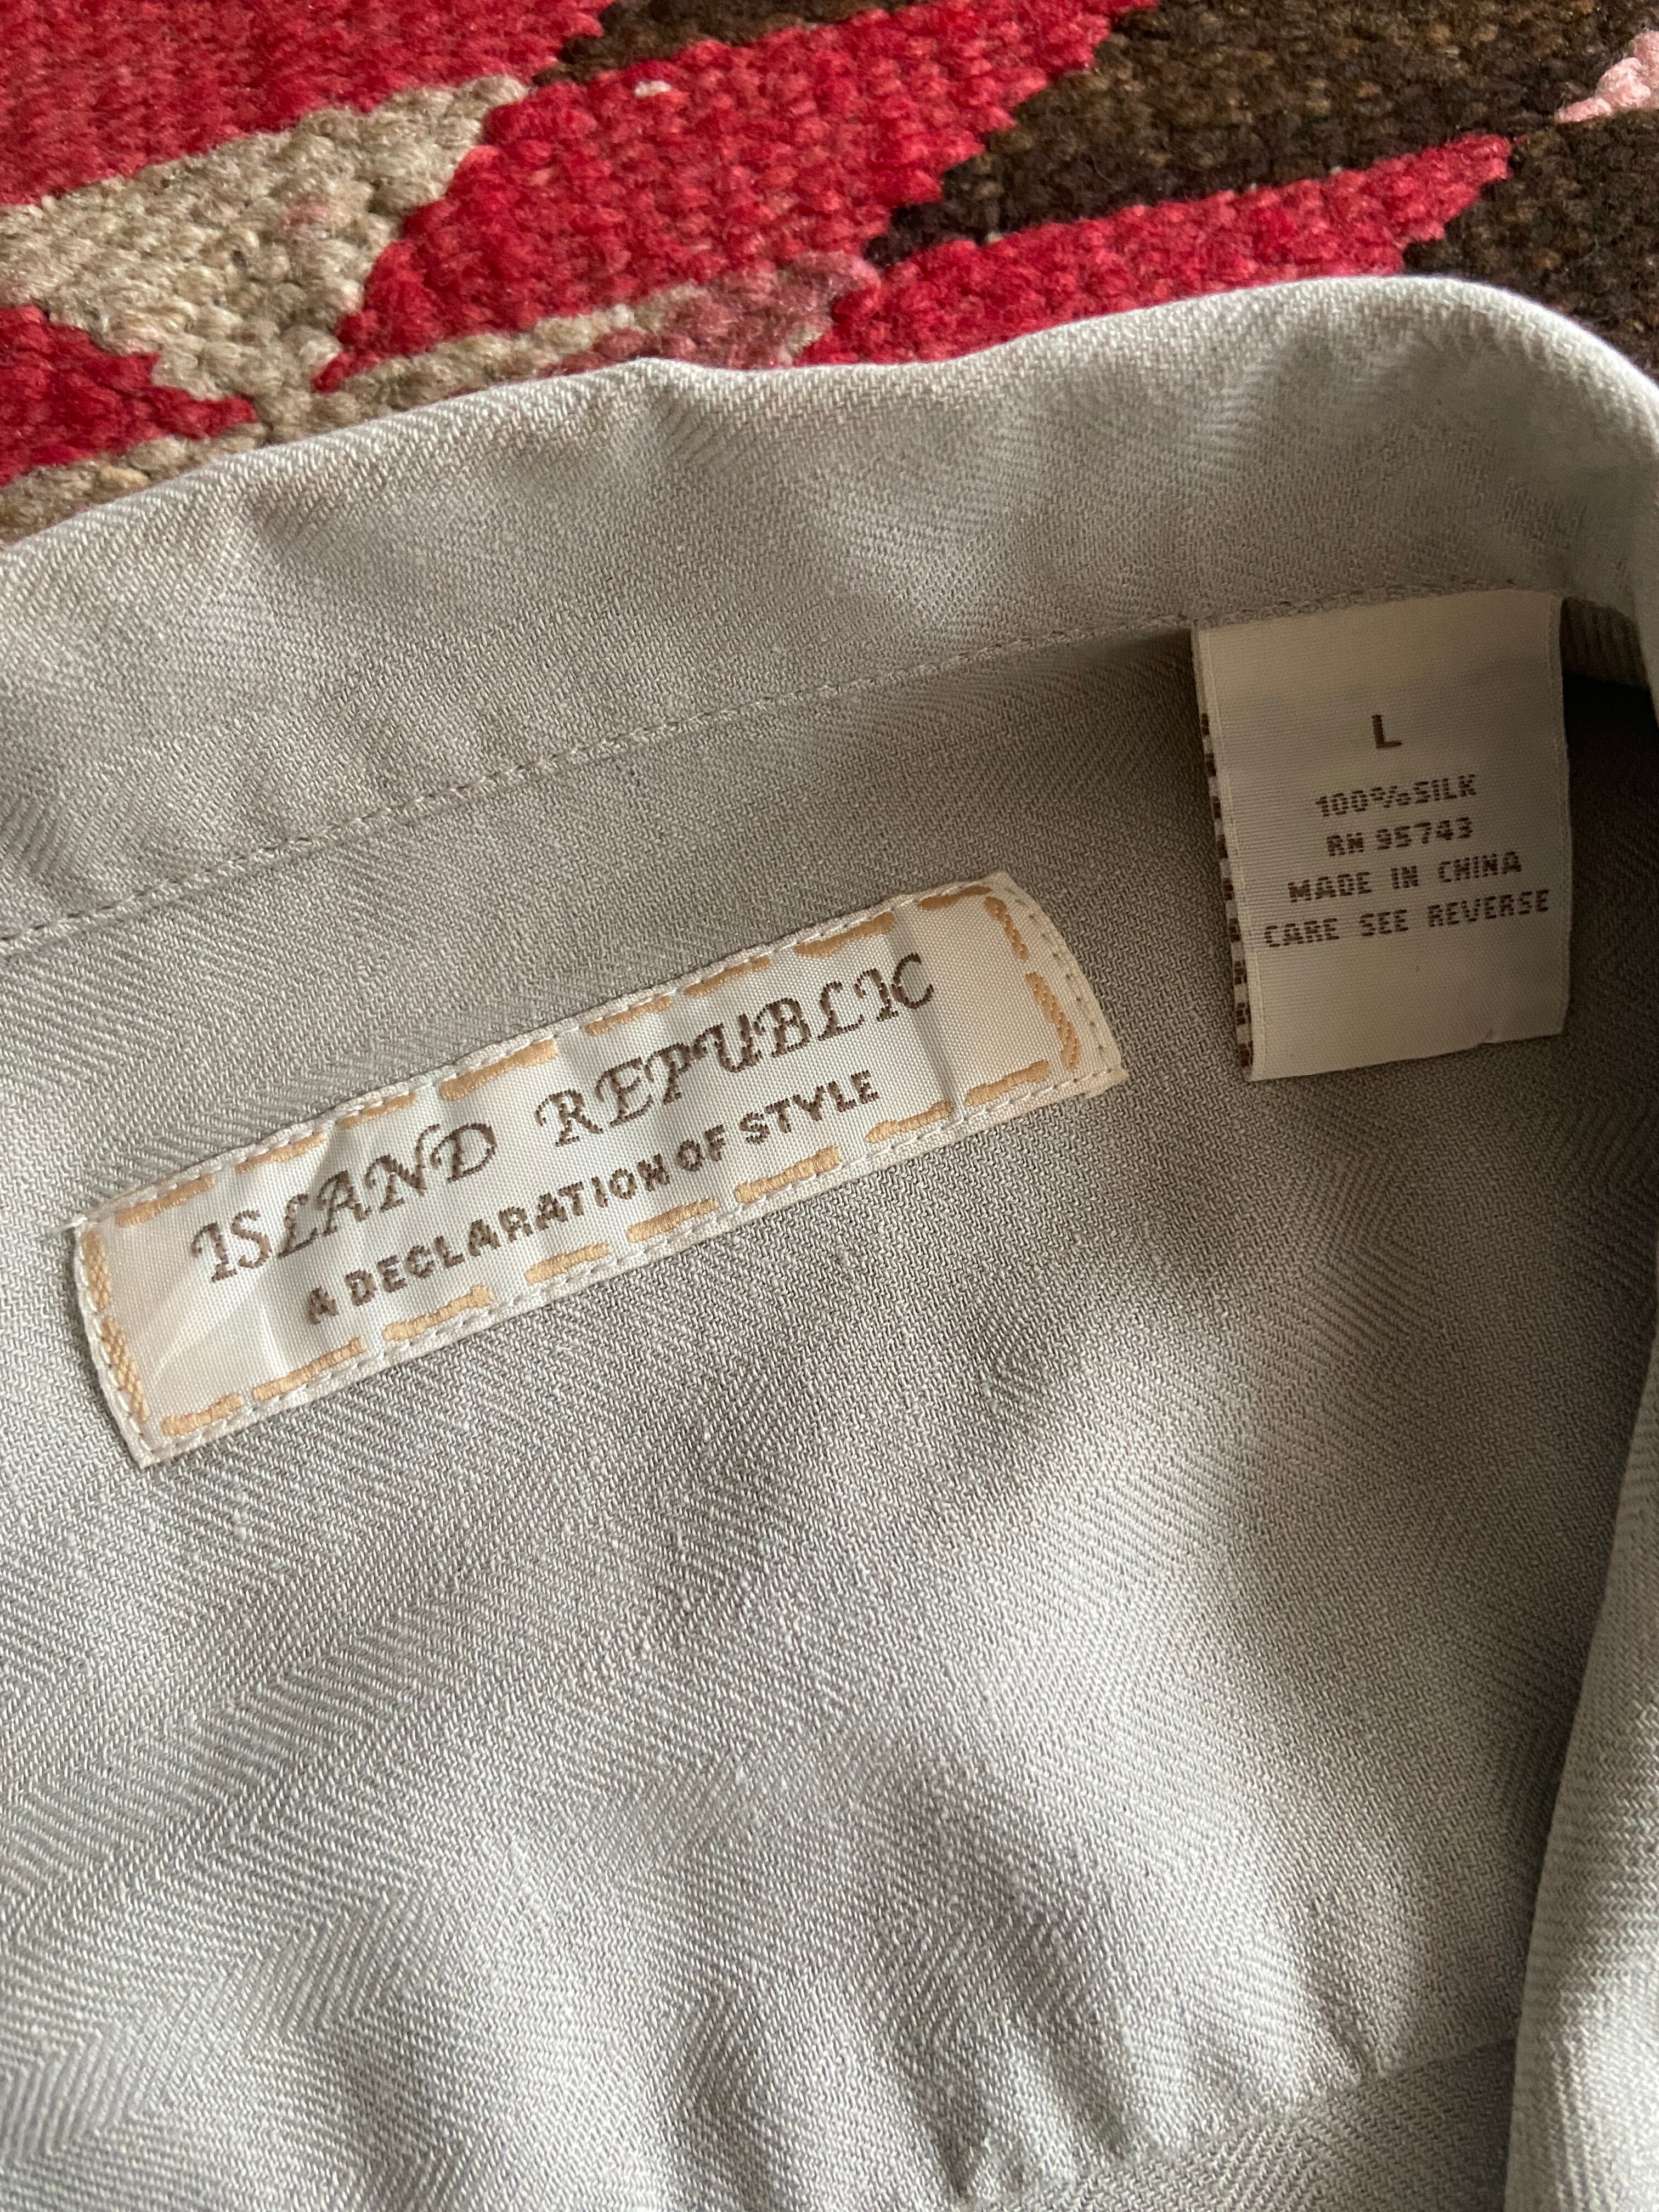 ISLAND REPUBLIC
A DECLARATION OF STYLE
L
100%SILK
RN 95743
MADE IN CHINA
CARE SEE REVERSE